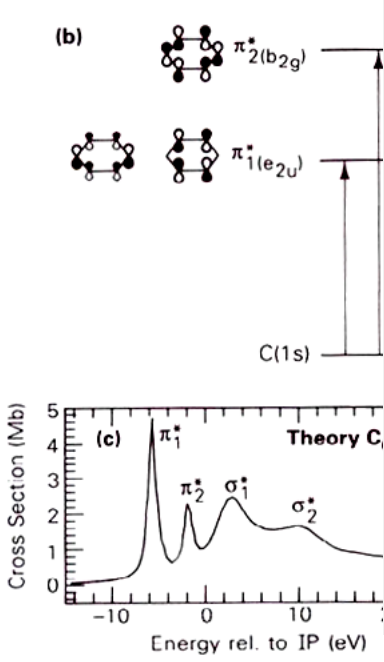 (b)
π*2(b2g)
π*1(e2u)
C(1s)
Cross Section (Mb)
5
4
3
2
1
0
(c)
π*1
π*2
σ*1
σ*2
Theory
−10
0
10
Energy rel. to IP (eV)